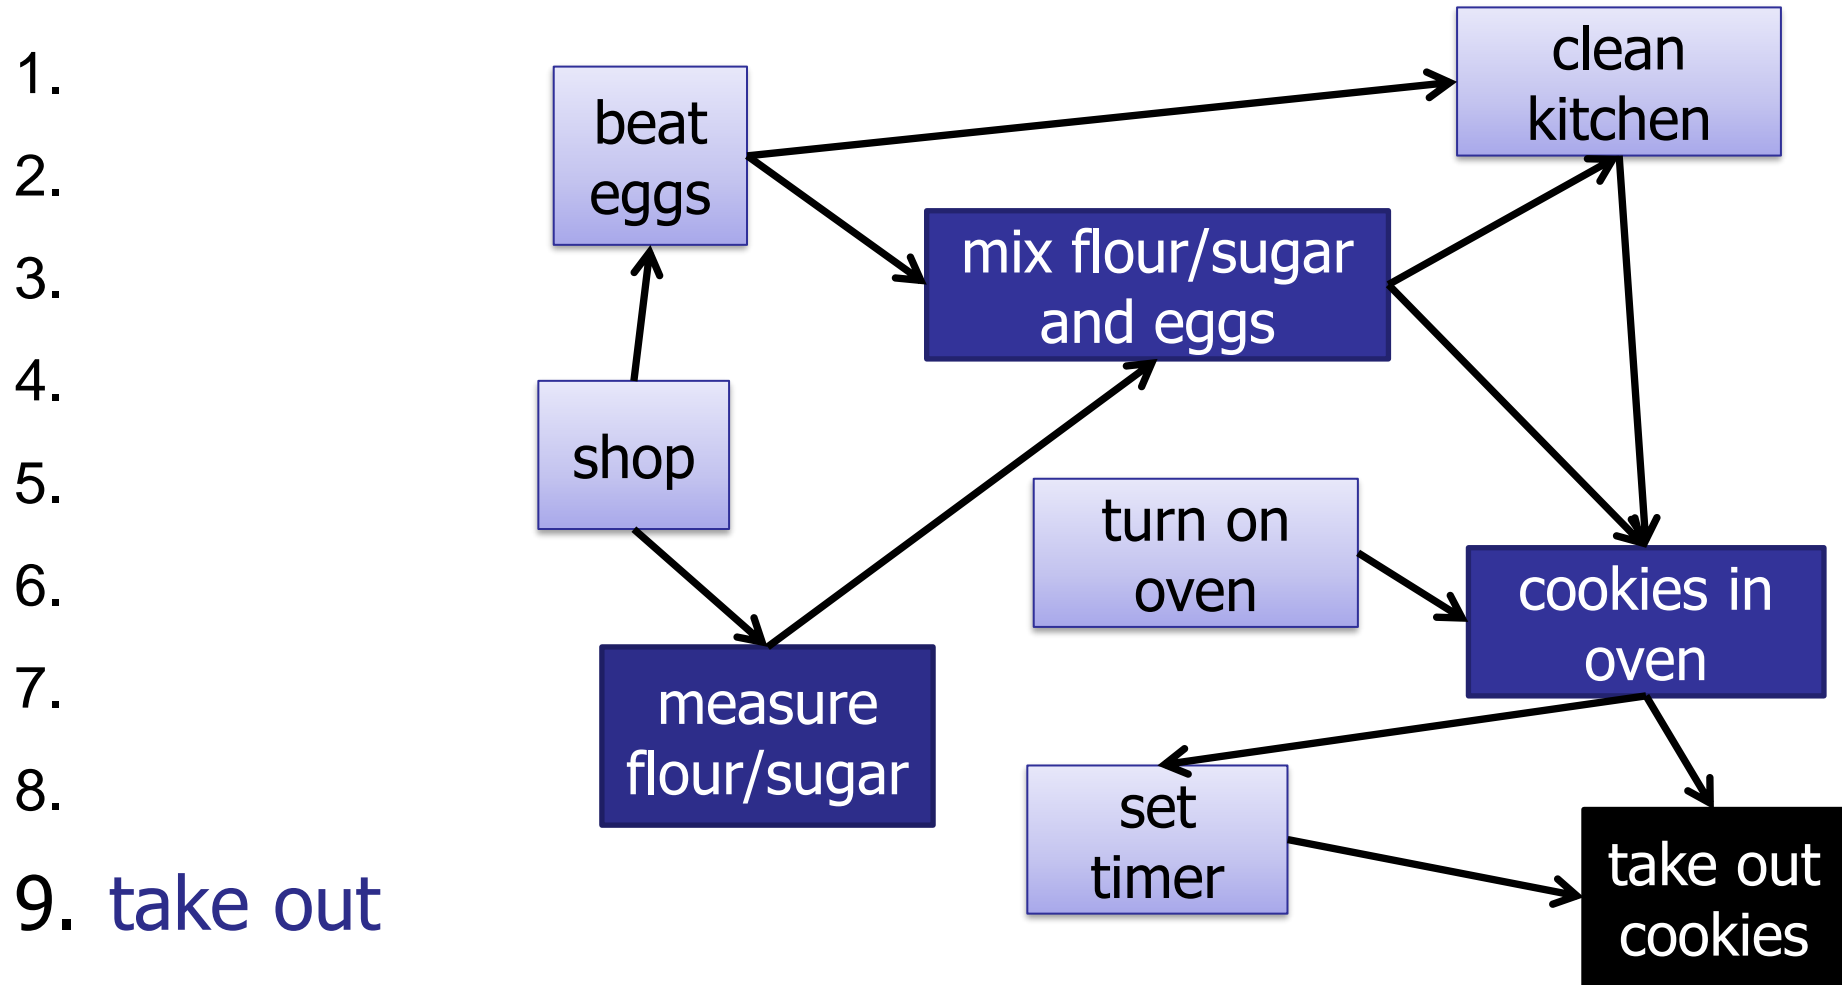 1.
2.
3.
4.
5.
6.
7.
8.
9. take out
beat
eggs
clean
kitchen
mix flour/sugar
and eggs
shop
turn on
oven
cookies in
oven
measure
flour/sugar
set
timer
take out
cookies